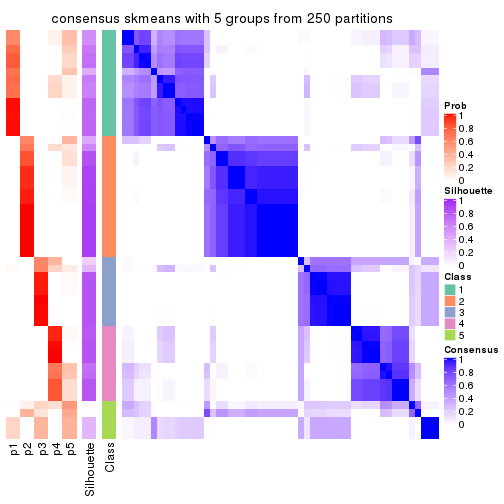 consensus skmeans with 5 groups from 250 partitions
Prob
1
0.8
0.6
0.4
0.2
0
Silhouette
1
0.8
0.6
0.4
0.2
0
Class
1
2
3
4
5
Consensus
1
0.8
0.6
0.4
0.2
0
p1
p2
p3
p4
p5
Silhouette
Class